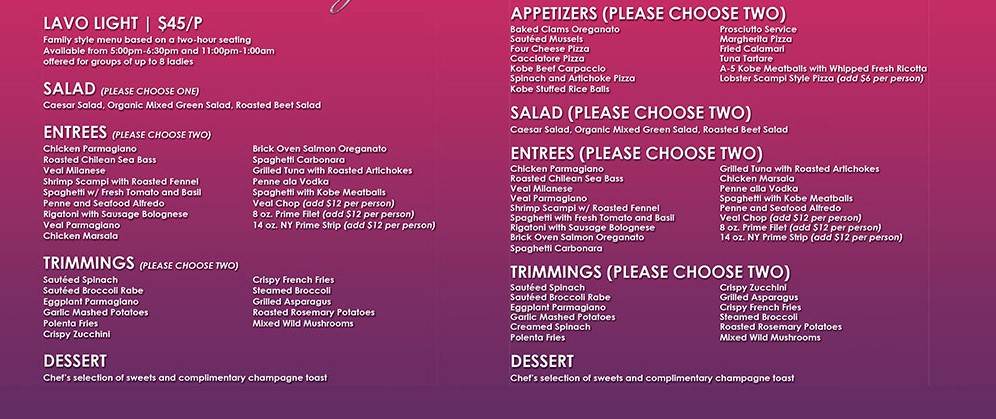 LAVO LIGHT | $45/P
Family style menu based on a two-hour seating
Available from 5:00pm-6:30pm and 11:00pm-1:00am
offered for groups of up to 8 ladies
SALAD (PLEASE CHOOSE ONE)
Caesar Salad, Organic Mixed Green Salad, Roasted Beet Salad
ENTREES (PLEASE CHOOSE TWO)
Chicken Parmagiano
Roasted Chilean Sea Bass
Veal Milanese
Shrimp Scampi with Roasted Fennel
Spaghetti w/ Fresh Tomato and Basil
Penne and Seafood Alfredo
Rigatoni with Sausage Bolognese
Veal Parmagiano
Chicken Marsala
Brick Oven Salmon Oreganato
Spaghetti Carbonara
Grilled Tuna with Roasted Artichokes
Penne ala Vodka
Spaghetti with Kobe Meatballs
Veal Chop (add $12 per person)
8 oz. Prime Filet (add $12 per person)
14 oz. NY Prime Strip (add $12 per person)
TRIMMINGS (PLEASE CHOOSE TWO)
Sautéed Spinach
Sautéed Broccoli Rabe
Eggplant Parmagiano
Garlic Mashed Potatoes
Polenta Fries
Crispy Zucchini
Crispy French Fries
Steamed Broccoli
Grilled Asparagus
Roasted Rosemary Potatoes
Mixed Wild Mushrooms
DESSERT
Chef's selection of sweets and complimentary champagne toast
APPETIZERS (PLEASE CHOOSE TWO)
Baked Clams Oreganato
Sautéed Mussels
Four Cheese Pizza
Cacciatore Pizza
Kobe Beef Carpaccio
Spinach and Artichoke Pizza
Kobe Stuffed Rice Balls
Prosciutto Service
Margherita Pizza
Fried Calamari
Tuna Tartare
A-5 Kobe Meatballs with Whipped Fresh Ricotta
Lobster Scampi Style Pizza (add $6 per person)
SALAD (PLEASE CHOOSE TWO)
Caesar Salad, Organic Mixed Green Salad, Roasted Beet Salad
ENTREES (PLEASE CHOOSE TWO)
Chicken Parmagiano
Roasted Chilean Sea Bass
Veal Milanese
Veal Parmagiano
Shrimp Scampi w/ Roasted Fennel
Spaghetti with Fresh Tomato and Basil
Rigatoni with Sausage Bolognese
Brick Oven Salmon Oreganato
Spaghetti Carbonara
Grilled Tuna with Roasted Artichokes
Chicken Marsala
Penne alla Vodka
Spaghetti with Kobe Meatballs
Penne and Seafood Alfredo
Veal Chop (add $12 per person)
8 oz. Prime Filet (add $12 per person)
14 oz. NY Prime Strip (add $12 per person)
TRIMMINGS (PLEASE CHOOSE TWO)
Sautéed Spinach
Sautéed Broccoli Rabe
Eggplant Parmagiano
Garlic Mashed Potatoes
Creamed Spinach
Polenta Fries
Crispy Zucchini
Grilled Asparagus
Crispy French Fries
Steamed Broccoli
Roasted Rosemary Potatoes
Mixed Wild Mushrooms
DESSERT
Chef's selection of sweets and complimentary champagne toast